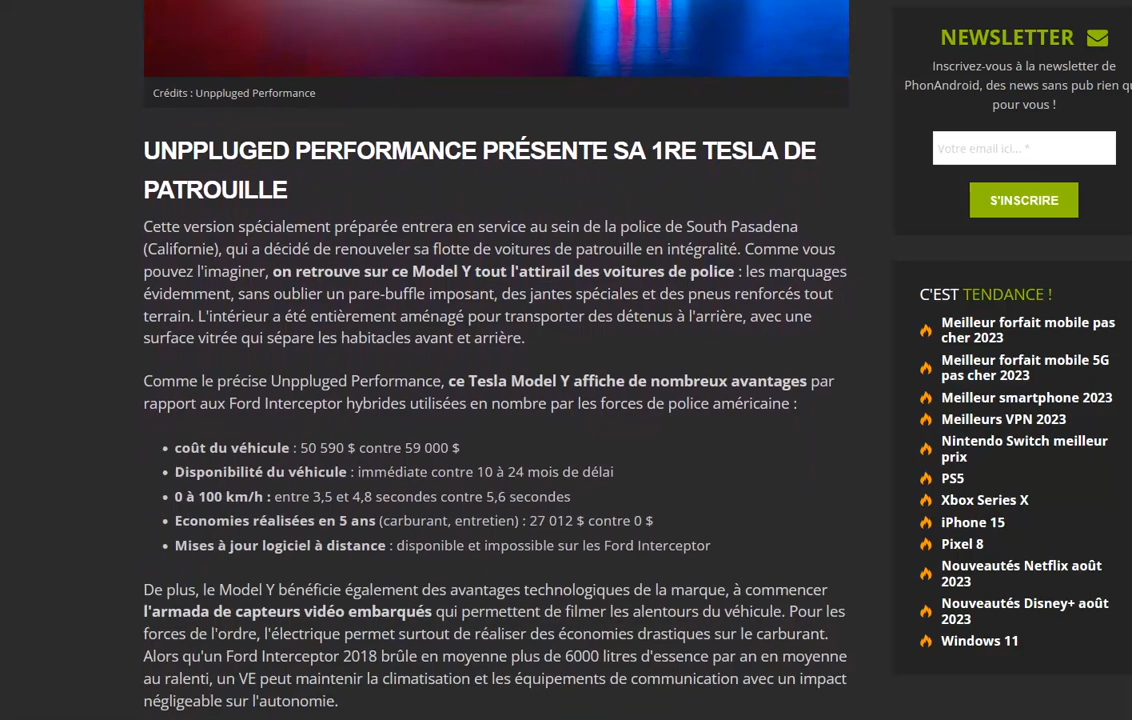 Crédits : Unppluged Performance
UNPPLUGED PERFORMANCE PRÉSENTE SA 1RE TESLA DE
PATROUILLE
Cette version spécialement préparée entrera en service au sein de la police de South Pasadena
(Californie), qui a décidé de renouveler sa flotte de voitures de patrouille en intégralité. Comme vous
pouvez l'imaginer, on retrouve sur ce Model Y tout l'attirail des voitures de police : les marquages
évidemment, sans oublier un pare-buffle imposant, des jantes spéciales et des pneus renforcés tout
terrain. L'intérieur a été entièrement aménagé pour transporter des détenus à l'arrière, avec une
surface vitrée qui sépare les habitacles avant et arrière.
Comme le précise Unppluged Performance, ce Tesla Model Y affiche de nombreux avantages par
rapport aux Ford Interceptor hybrides utilisées en nombre par les forces de police américaine :
• coût du véhicule : 50 590 $ contre 59 000 $
• Disponibilité du véhicule : immédiate contre 10 à 24 mois de délai
• 0 à 100 km/h : entre 3,5 et 4,8 secondes contre 5,6 secondes
• Economies réalisées en 5 ans (carburant, entretien) : 27 012 $ contre 0 $
• Mises à jour logiciel à distance : disponible et impossible sur les Ford Interceptor
De plus, le Model Y bénéficie également des avantages technologiques de la marque, à commencer
l'armada de capteurs vidéo embarqués qui permettent de filmer les alentours du véhicule. Pour les
forces de l'ordre, l'électrique permet surtout de réaliser des économies drastiques sur le carburant.
Alors qu'un Ford Interceptor 2018 brûle en moyenne plus de 6000 litres d'essence par an en moyenne
au ralenti, un VE peut maintenir la climatisation et les équipements de communication avec un impact
négligeable sur l'autonomie.
NEWSLETTER
Inscrivez-vous à la newsletter de
PhonAndroid, des news sans pub rien qu
pour vous !
Votre email ici... *
S'INSCRIRE
C'EST TENDANCE !
Meilleur forfait mobile pas
cher 2023
Meilleur forfait mobile 5G
pas cher 2023
Meilleur smartphone 2023
Meilleurs VPN 2023
Nintendo Switch meilleur
prix
PS5
Xbox Series X
iPhone 15
Pixel 8
Nouveautés Netflix août
2023
Nouveautés Disney+ août
2023
Windows 11